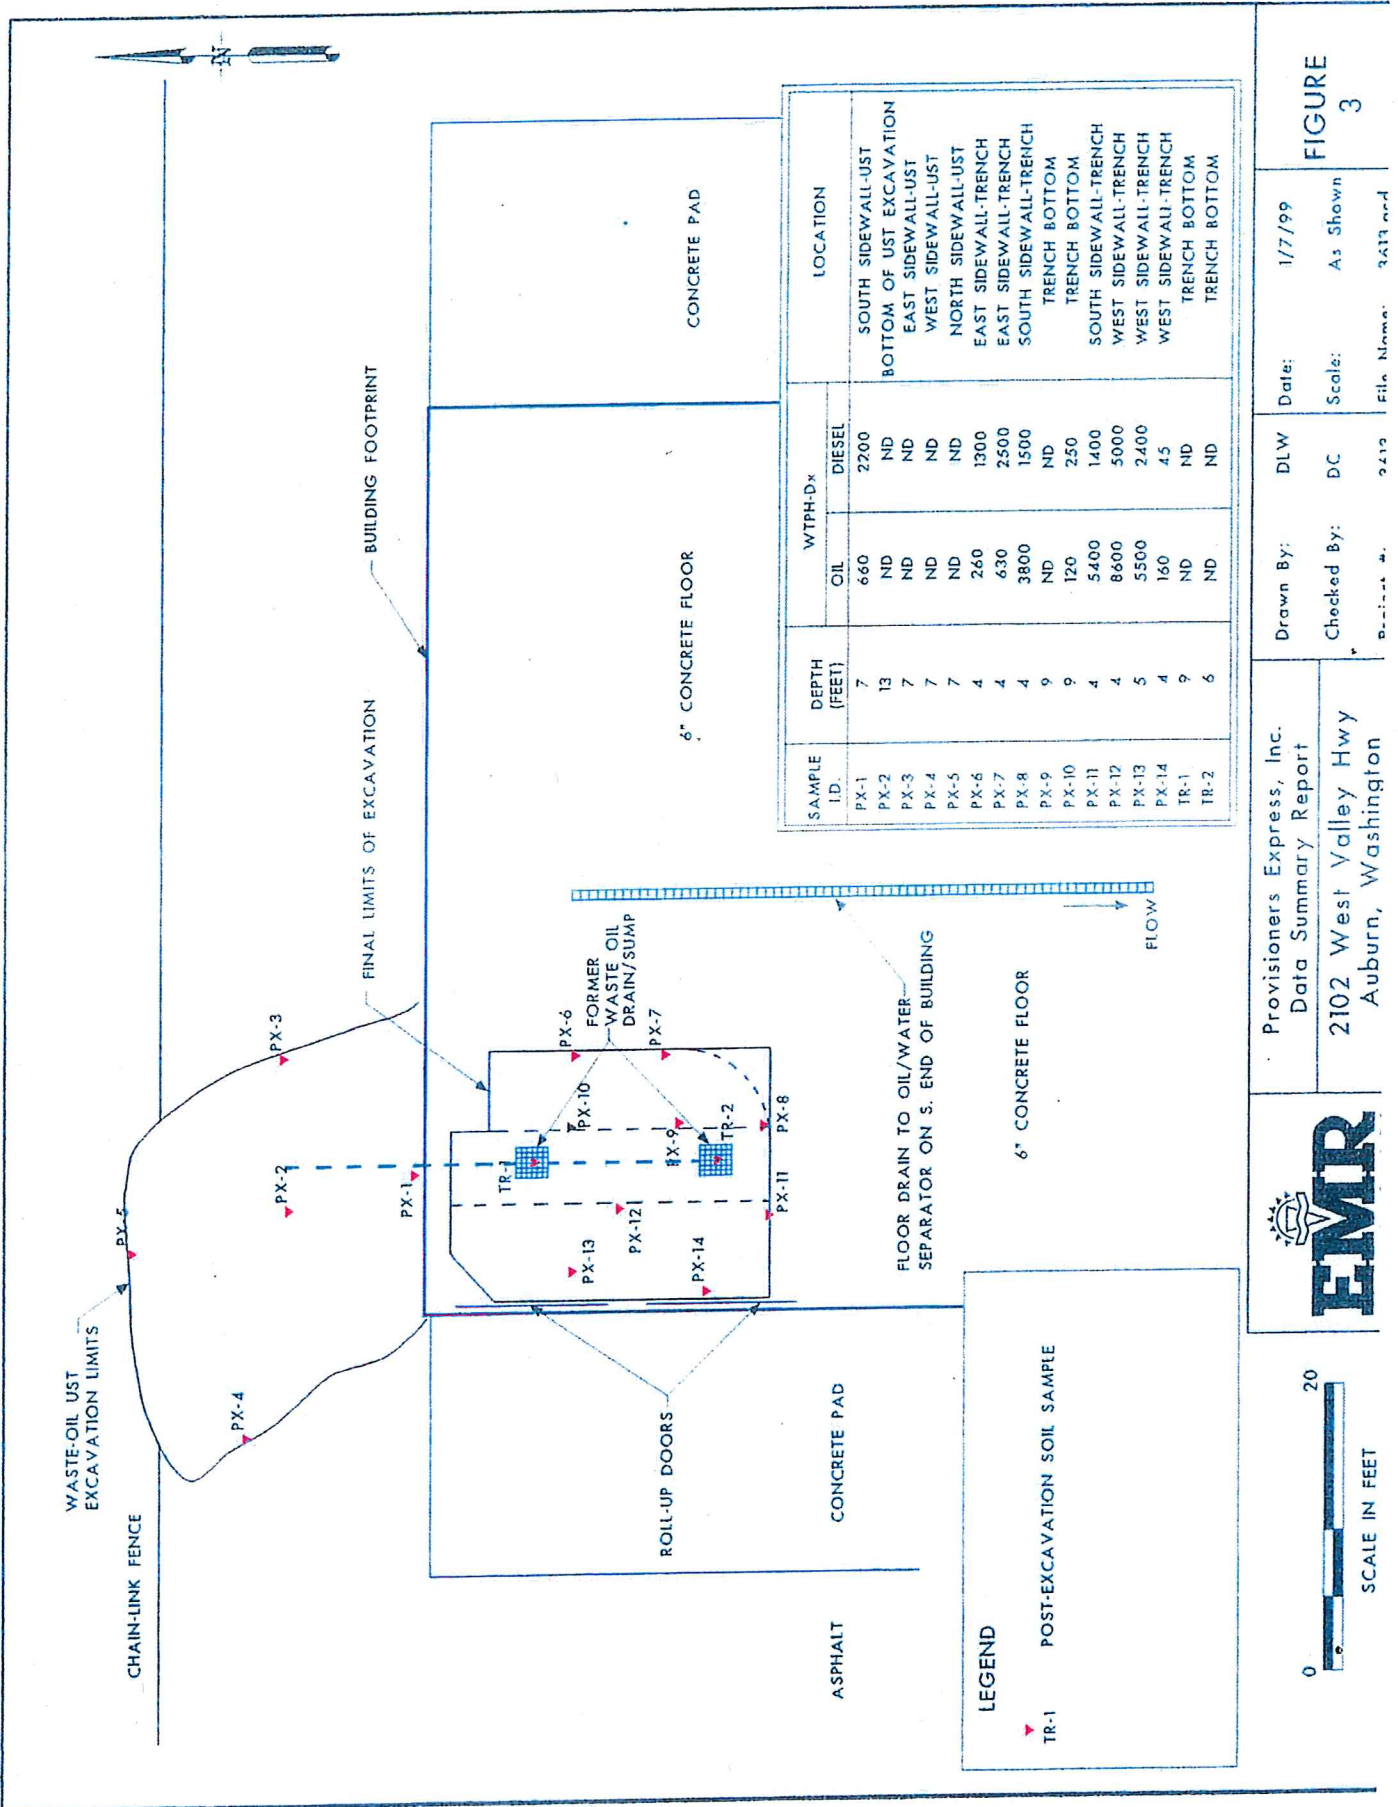 N
WASTE-OIL UST
EXCAVATION LIMITS
CHAIN-LINK FENCE
FINAL LIMITS OF EXCAVATION
BUILDING FOOTPRINT
PX-5
PX-4
PX-2
PX-3
PX-1
TR-1
PX-10
PX-6
FORMER
WASTE OIL
DRAIN/SUMP
PX-13
PX-12
PX-9
PX-7
PX-14
TR-2
PX-11
PX-8
ROLL-UP DOORS
CONCRETE PAD
ASPHALT
6" CONCRETE FLOOR
CONCRETE PAD
FLOOR DRAIN TO OIL/WATER
SEPARATOR ON S. END OF BUILDING
6" CONCRETE FLOOR
FLOW
SAMPLE I.D. DEPTH (FEET) WTPH-Dx OIL DIESEL LOCATION
PX-1 7 660 2200 SOUTH SIDEWALL-UST
PX-2 13 ND ND BOTTOM OF UST EXCAVATION
PX-3 7 ND ND EAST SIDEWALL-UST
PX-4 7 ND ND WEST SIDEWALL-UST
PX-5 7 ND ND NORTH SIDEWALL-UST
PX-6 4 260 1300 EAST SIDEWALL-TRENCH
PX-7 4 630 2500 EAST SIDEWALL-TRENCH
PX-8 4 3800 1500 SOUTH SIDEWALL-TRENCH
PX-9 9 ND ND TRENCH BOTTOM
PX-10 9 120 250 TRENCH BOTTOM
PX-11 4 5400 1400 SOUTH SIDEWALL-TRENCH
PX-12 4 8600 5000 WEST SIDEWALL-TRENCH
PX-13 5 5500 2400 WEST SIDEWALL-TRENCH
PX-14 4 160 45 WEST SIDEWALL-TRENCH
TR-1 9 ND ND TRENCH BOTTOM
TR-2 6 ND ND TRENCH BOTTOM
LEGEND
TR-1 POST-EXCAVATION SOIL SAMPLE
0 20
SCALE IN FEET
EMR
Provisioners Express, Inc.
Data Summary Report
2102 West Valley Hwy
Auburn, Washington
Drawn By: DLW
Date: 1/7/99
Checked By: DC
Scale: As Shown
Project #: 3613
File Name:
FIGURE
3